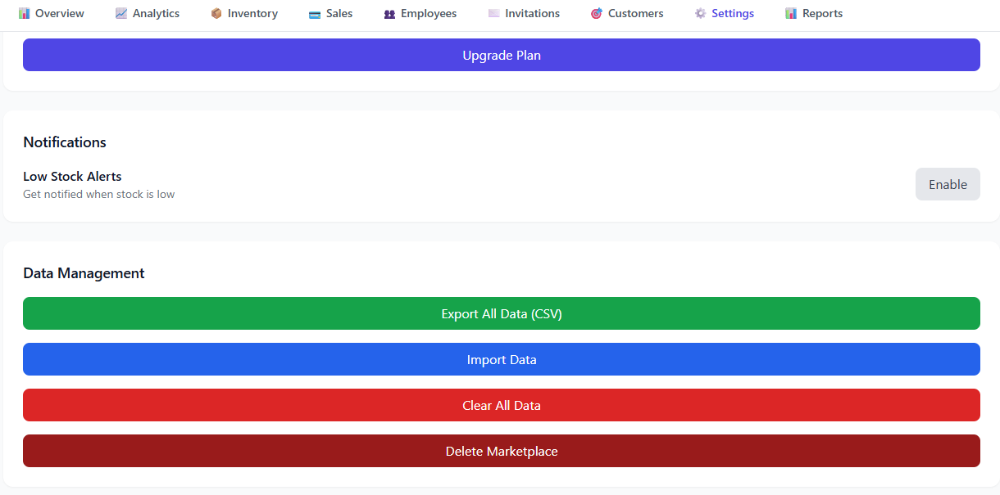 Overview Analytics Inventory Sales Employees Invitations Customers Settings Reports
Upgrade Plan
Notifications
Low Stock Alerts
Get notified when stock is low
Enable
Data Management
Export All Data (CSV)
Import Data
Clear All Data
Delete Marketplace